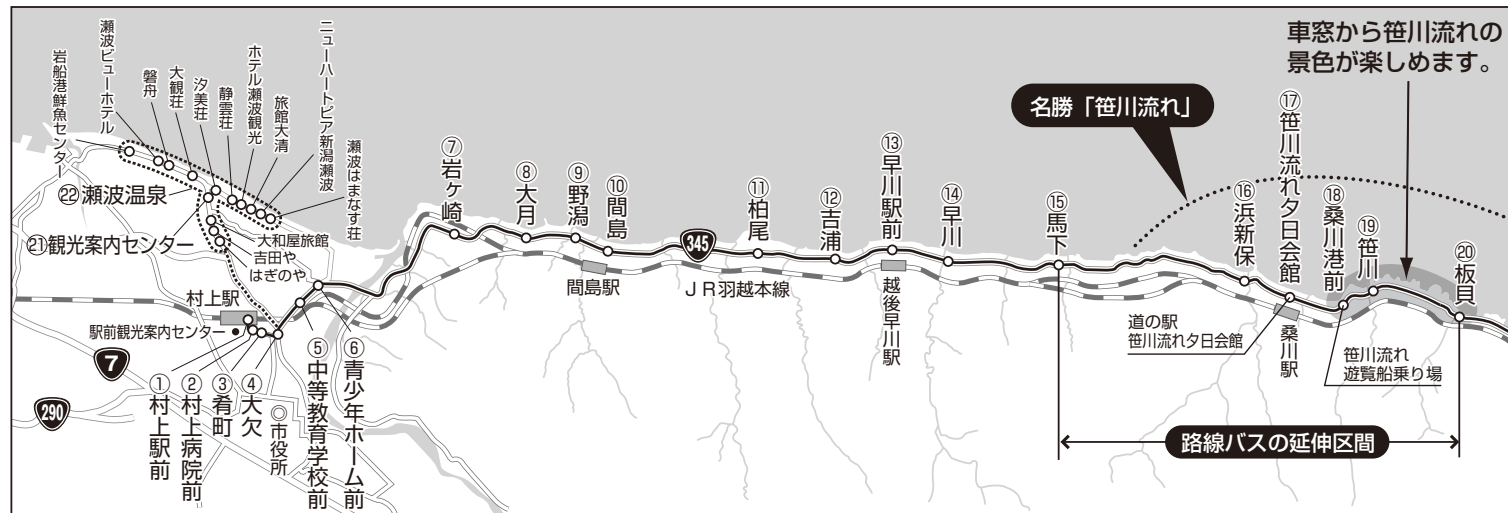 岩船港鮮魚センター
瀬波ビューホテル
磐舟
大観荘
汐美荘
静雲荘
ホテル瀬波観光
旅館大清
ニューハートピア新潟瀬波
瀬波はまなす荘
㉒瀬波温泉
㉑観光案内センター
大和屋旅館
吉田や
はぎのや
村上駅
駅前観光案内センター
7
290
①村上駅前
②村上病院前
③肴町
④大欠
◎市役所
⑤中等教育学校前
⑥青少年ホーム前
⑦岩ヶ崎
⑧大月
⑨野潟
⑩間島
間島駅
345
JR羽越本線
⑪柏尾
⑫吉浦
⑬早川駅前
越後早川駅
⑭早川
⑮馬下
名勝「笹川流れ」
⑯浜新保
⑰笹川流れ夕日会館
道の駅
笹川流れ夕日会館
桑川駅
⑱桑川港前
笹川流れ
遊覧船乗り場
⑲笹川
⑳板貝
車窓から笹川流れの
景色が楽しめます。
路線バスの延伸区間